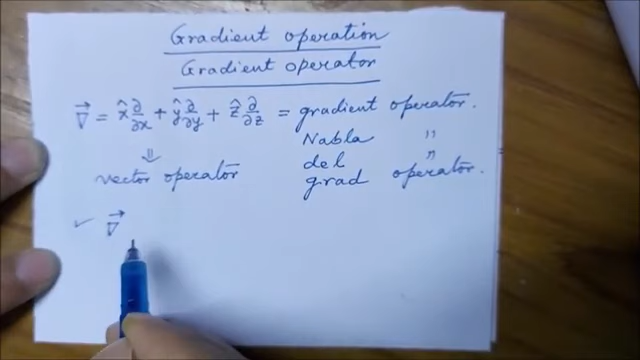 Gradient operation
Gradient operator
∇⃗ = x̂ ∂/∂x + ŷ ∂/∂y + ẑ ∂/∂z = gradient operator.
Nabla "
⇓ del "
vector operator grad operator.
✓ ∇⃗